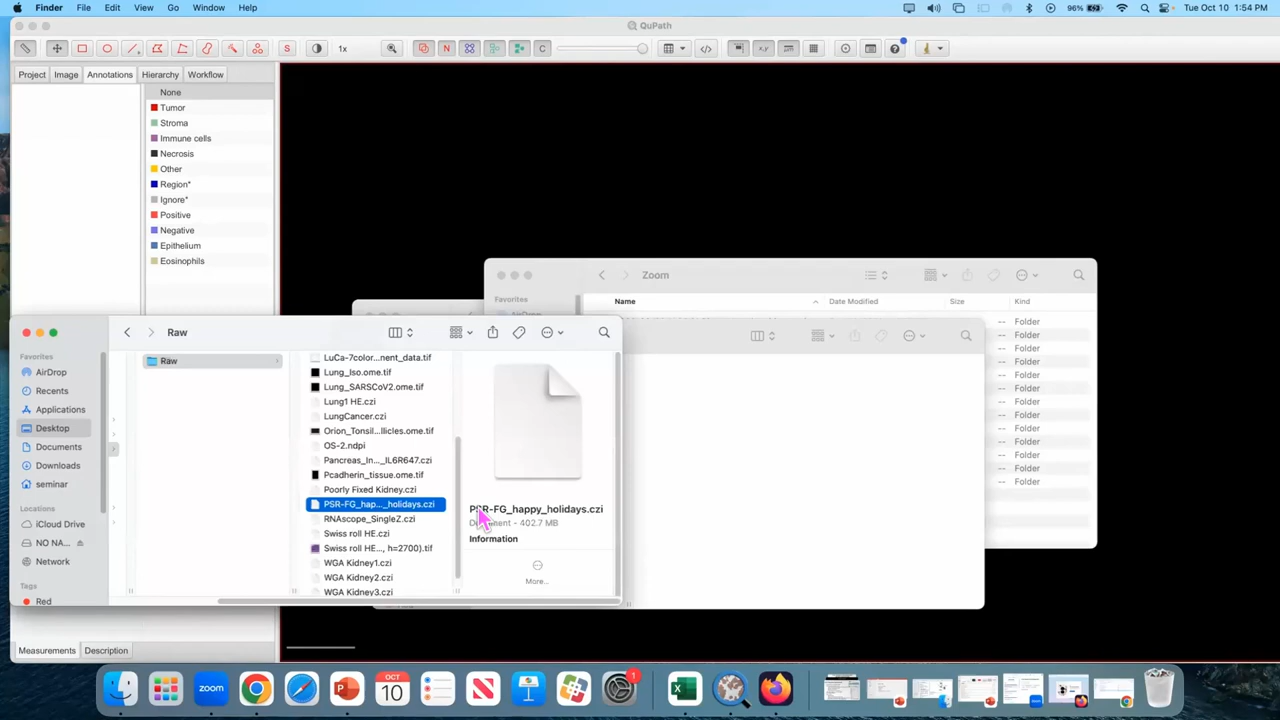 Finder File Edit View Go Window Help 96% Tue Oct 10 1:54 PM
QuPath
S 1x N C
Project Image Annotations Hierarchy Workflow
None
Tumor
Stroma
Immune cells
Necrosis
Other
Region*
Ignore*
Positive
Negative
Epithelium
Eosinophils
Zoom
Favorites
Name Date Modified Size Kind
-- Folder
-- Folder
-- Folder
-- Folder
-- Folder
-- Folder
-- Folder
-- Folder
-- Folder
-- Folder
-- Folder
-- Folder
-- Folder
Raw
Favorites
AirDrop
Recents
Applications
Desktop
Documents
Downloads
seminar
Locations
iCloud Drive
NO NA...
Network
Tags
Red
Raw
LuCa-7color...nent_data.tif
Lung_Iso.ome.tif
Lung_SARSCoV2.ome.tif
Lung1 HE.czi
LungCancer.czi
Orion_Tonsil...llicles.ome.tif
OS-2.ndpi
Pancreas_In..._IL6R647.czi
Pcadherin_tissue.ome.tif
Poorly Fixed Kidney.czi
PSR-FG_hap..._holidays.czi
RNAscope_SingleZ.czi
Swiss roll HE.czi
Swiss roll HE..., h=2700).tif
WGA Kidney1.czi
WGA Kidney2.czi
WGA Kidney3.czi
PSR-FG_happy_holidays.czi
Document - 402.7 MB
Information
More...
Measurements Description
zoom
OCT
10
1